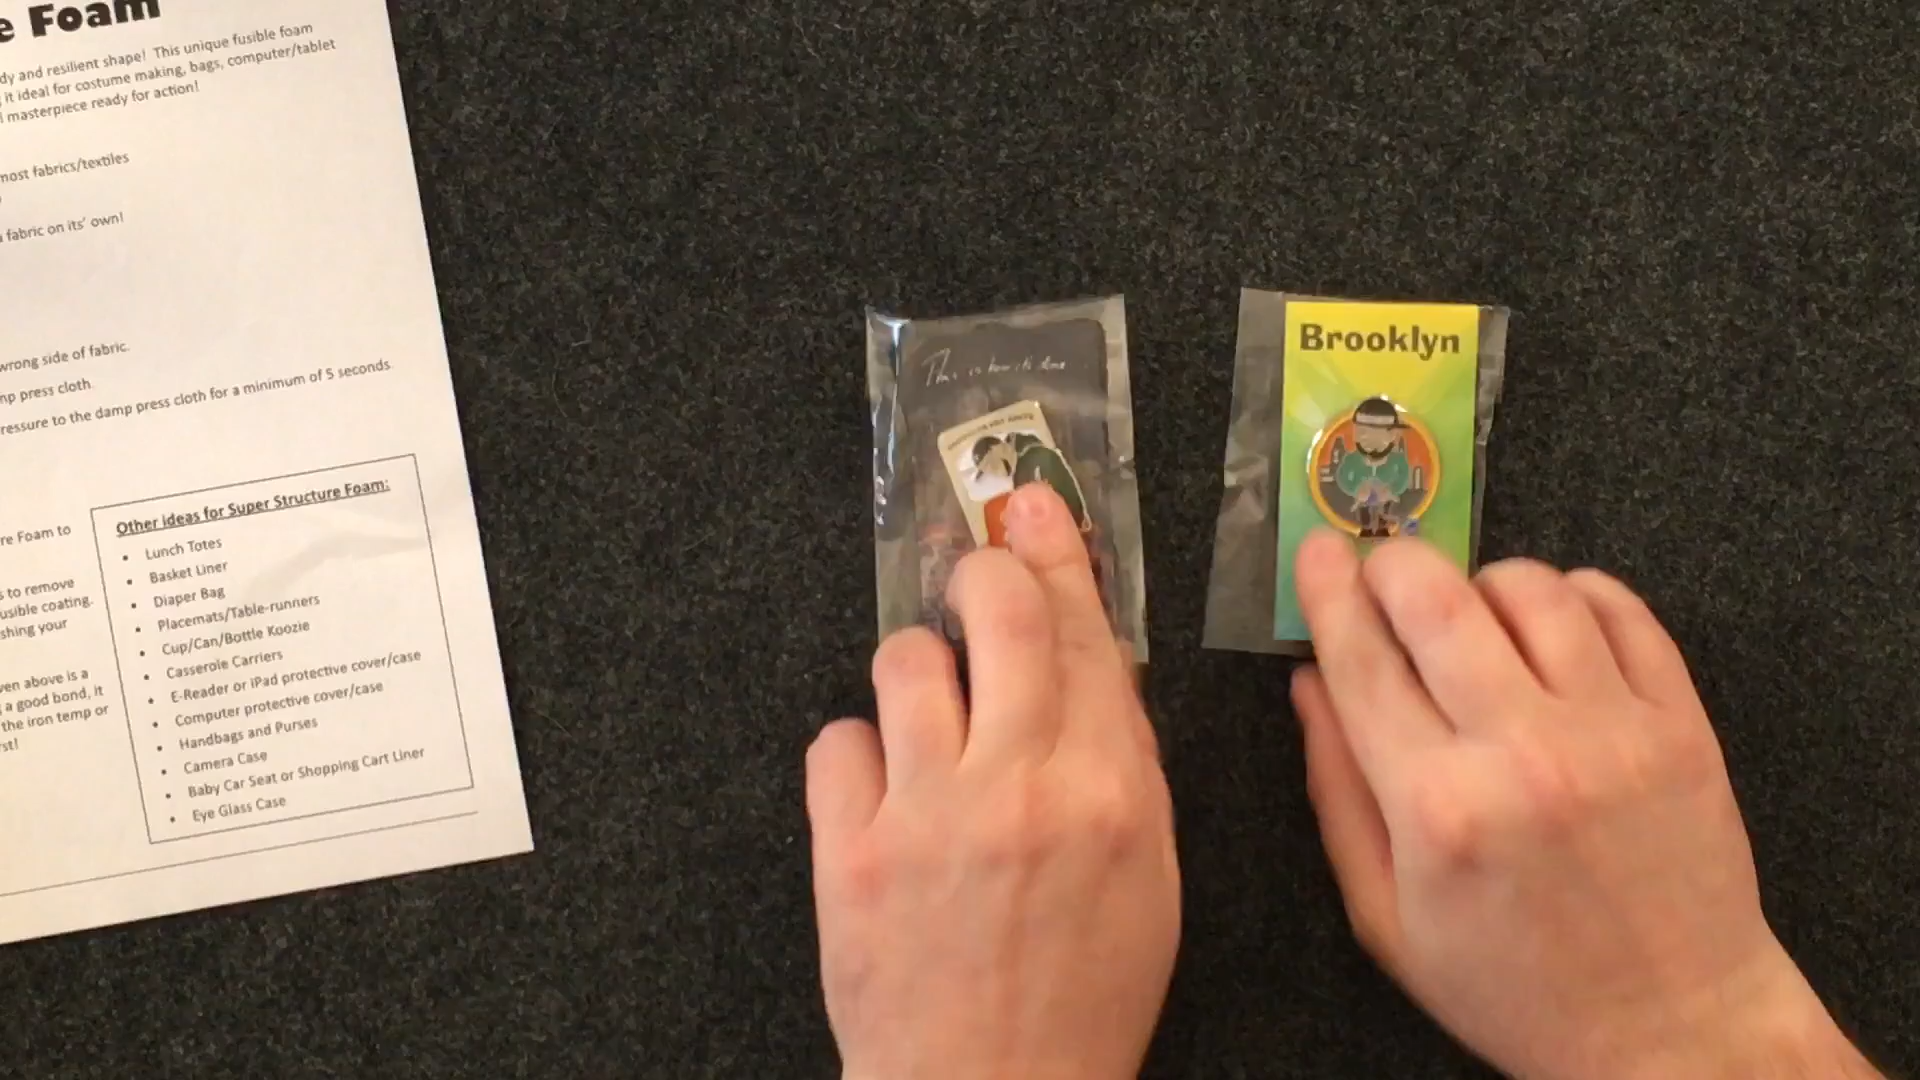 e Foam
dy and resilient shape! This unique fusible foam
it ideal for costume making, bags, computer/tablet
masterpiece ready for action!
most fabrics/textiles
fabric on its' own!
wrong side of fabric.
mp press cloth.
ressure to the damp press cloth for a minimum of 5 seconds.
re Foam to
s to remove
usible coating.
shing your
ven above is a
g a good bond, it
the iron temp or
rst!
Other ideas for Super Structure Foam:
• Lunch Totes
• Basket Liner
• Diaper Bag
• Placemats/Table-runners
• Cup/Can/Bottle Koozie
• Casserole Carriers
• E-Reader or iPad protective cover/case
• Computer protective cover/case
• Handbags and Purses
• Camera Case
• Baby Car Seat or Shopping Cart Liner
• Eye Glass Case
This is how it's done
Brooklyn